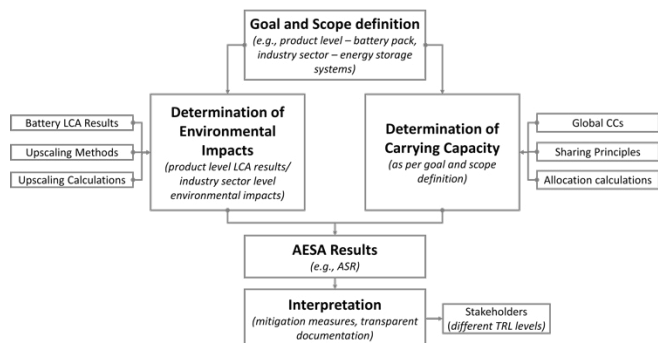 Goal and Scope definition
(e.g., product level – battery pack,
industry sector – energy storage
systems)
Battery LCA Results
Upscaling Methods
Upscaling Calculations
Determination of
Environmental
Impacts
(product level LCA results/
industry sector level
environmental impacts)
Determination of
Carrying Capacity
(as per goal and scope
definition)
Global CCs
Sharing Principles
Allocation calculations
AESA Results
(e.g., ASR)
Interpretation
(mitigation measures, transparent
documentation)
Stakeholders
(different TRL levels)